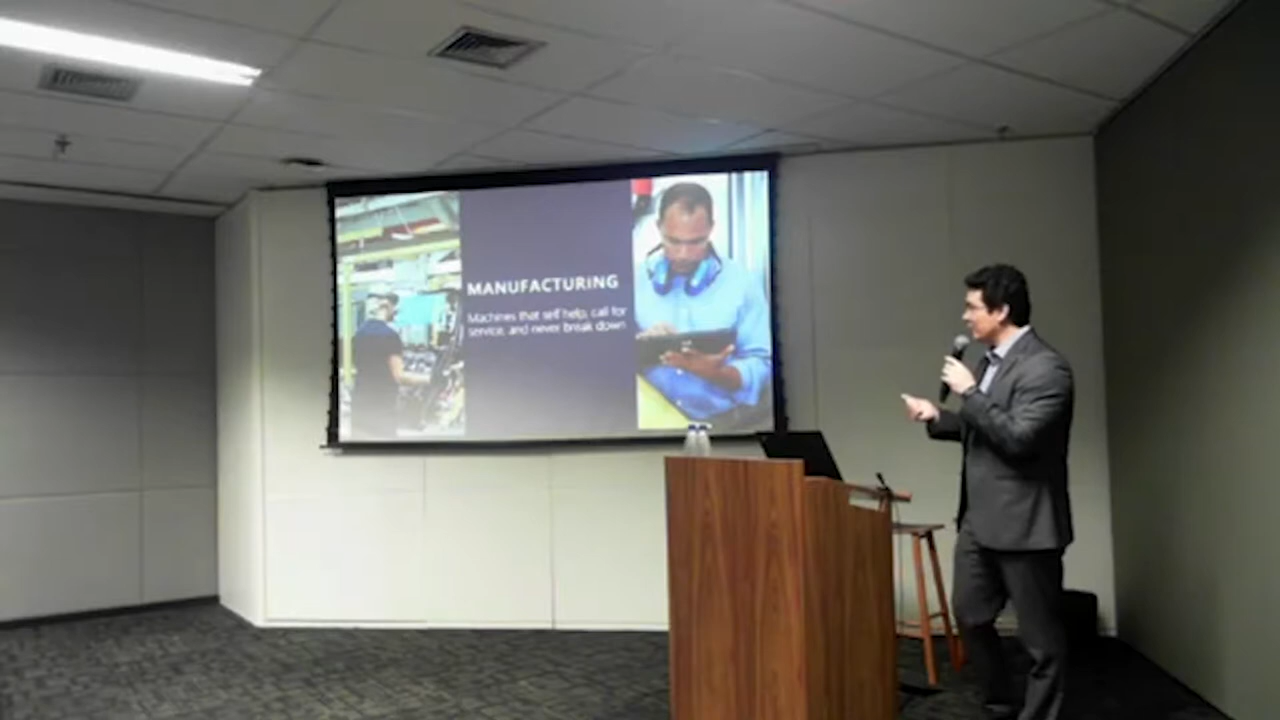 MANUFACTURING
Machines that self help, call for
service, and never break down